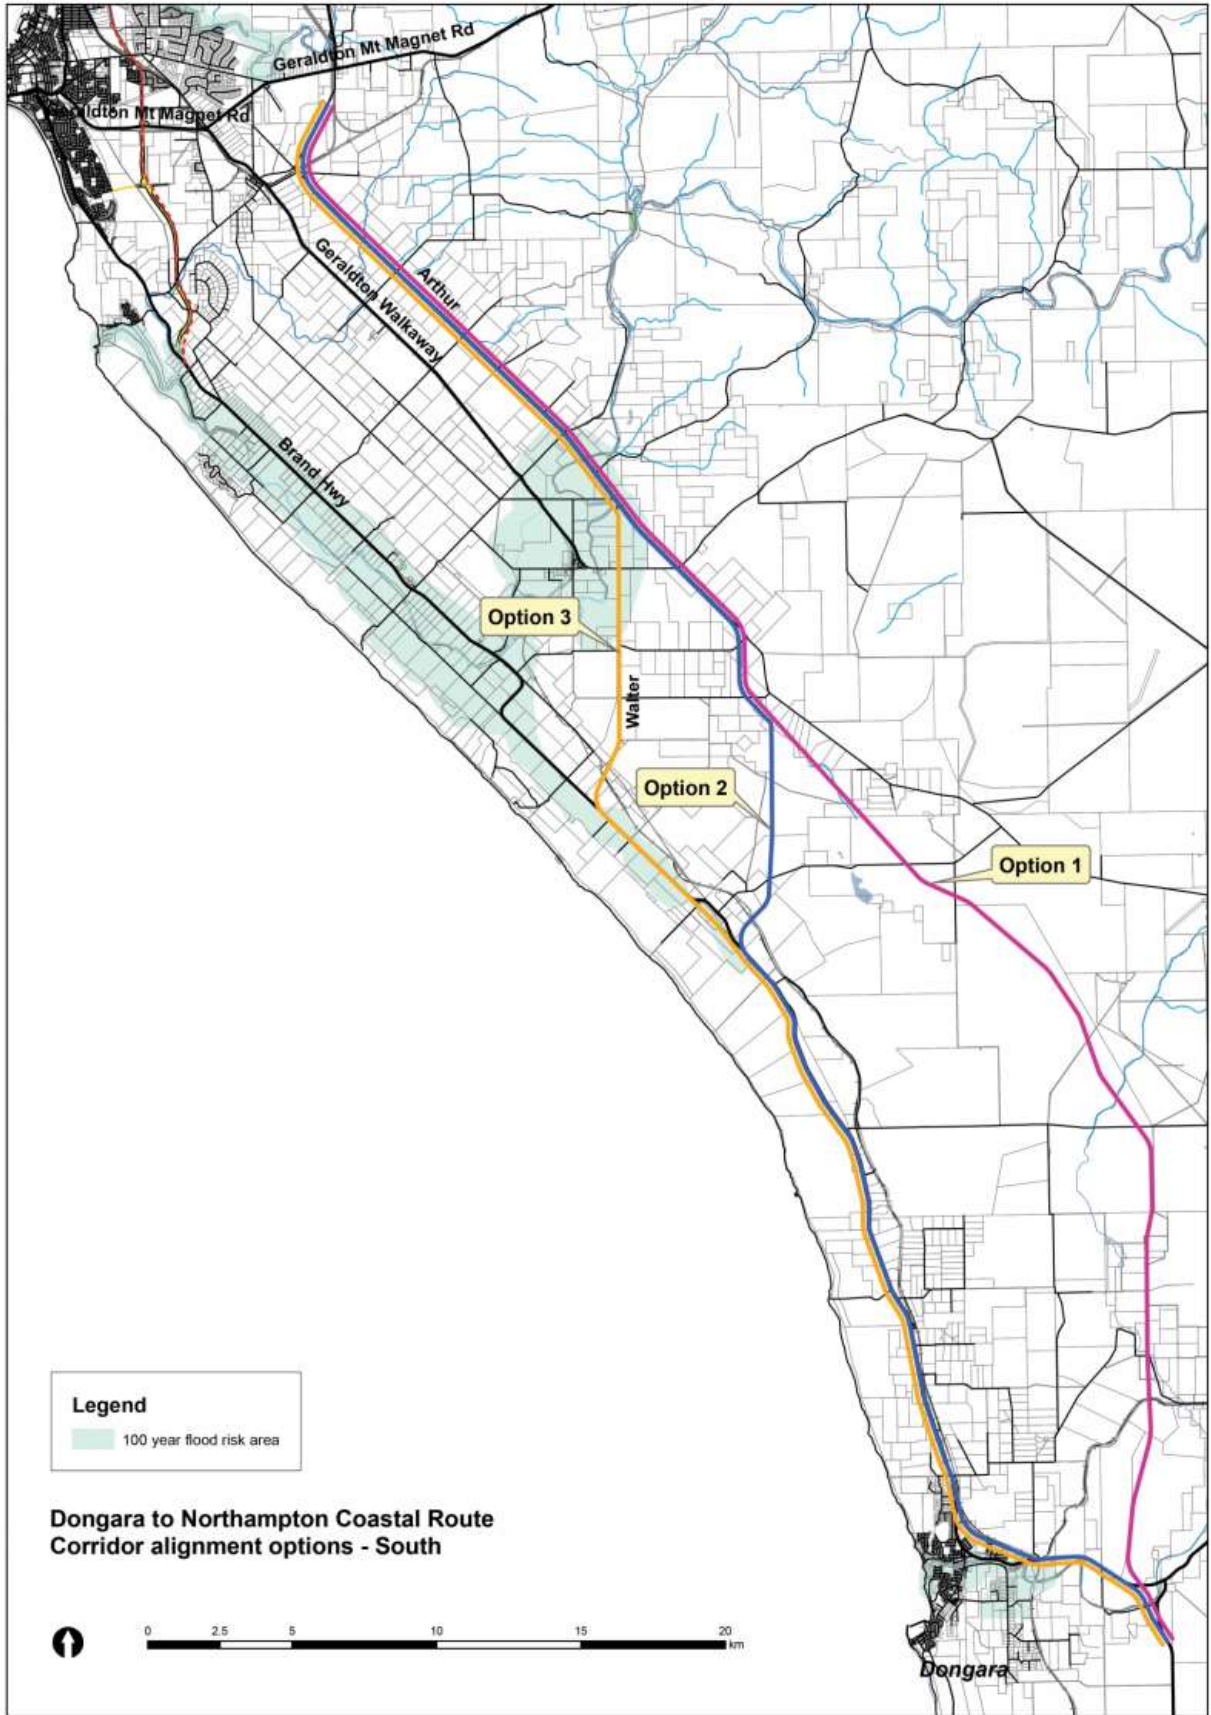 Geraldton Mt Magnet Rd
Geraldton Mt Magnet Rd
Arthur
Geraldton Walkaway
Brand Hwy
Option 3
Walter
Option 2
Option 1
Legend
100 year flood risk area
Dongara to Northampton Coastal Route
Corridor alignment options - South
0 2.5 5 10 15 20
km
Dongara